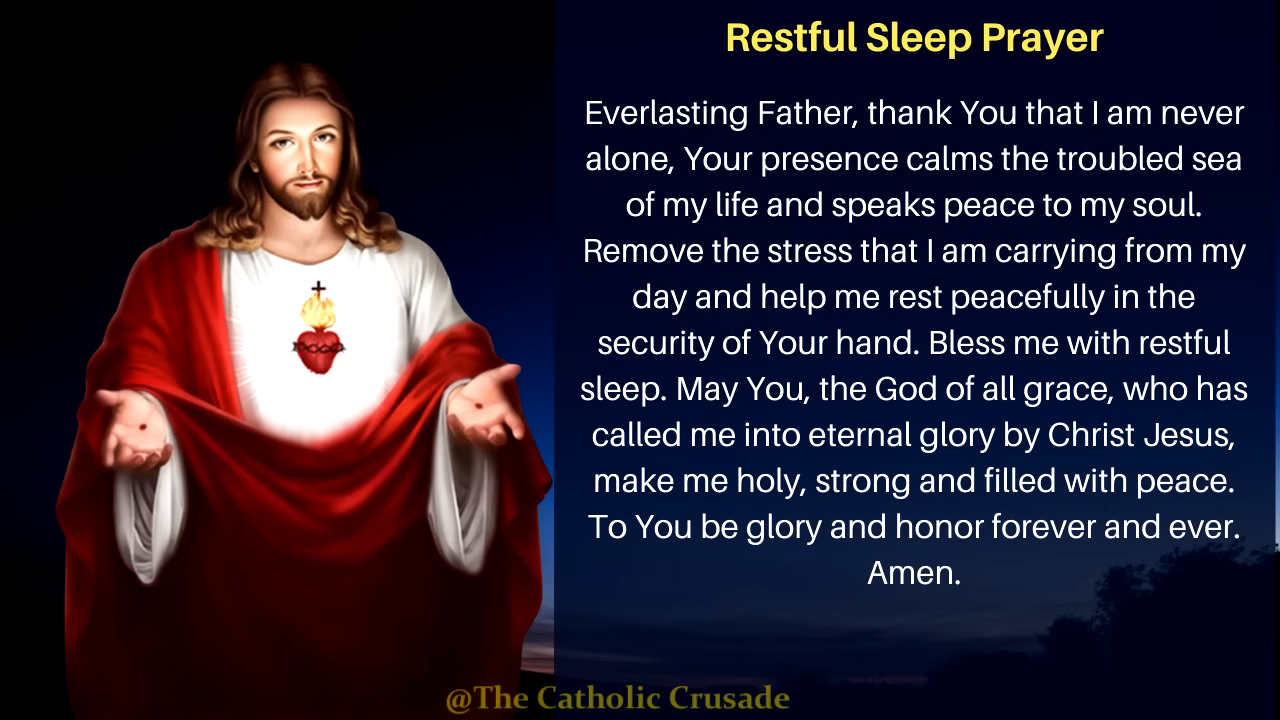 Restful Sleep Prayer
Everlasting Father, thank You that I am never
alone, Your presence calms the troubled sea
of my life and speaks peace to my soul.
Remove the stress that I am carrying from my
day and help me rest peacefully in the
security of Your hand. Bless me with restful
sleep. May You, the God of all grace, who has
called me into eternal glory by Christ Jesus,
make me holy, strong and filled with peace.
To You be glory and honor forever and ever.
Amen.
@The Catholic Crusade